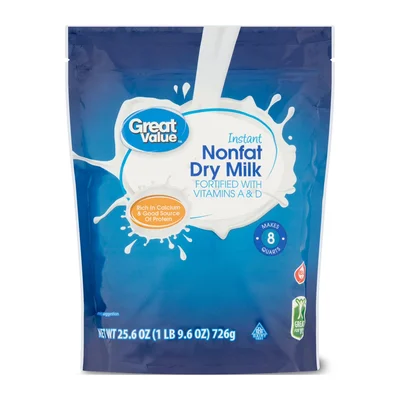 Great
Value
Instant
Nonfat
Dry Milk
FORTIFIED WITH
VITAMINS A & D
Rich In Calcium
& Good Source
Of Protein
MAKES
8
QUARTS
GREAT
NET WT 25.6 OZ (1 LB 9.6 OZ) 726g